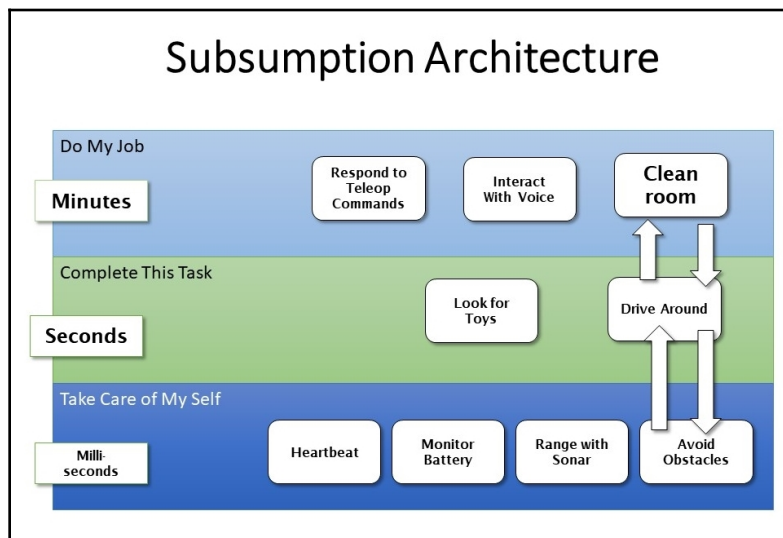 Subsumption Architecture
Do My Job
Minutes
Respond to
Teleop
Commands
Interact
With Voice
Clean
room
Complete This Task
Seconds
Look for
Toys
Drive Around
Take Care of My Self
Milli-
seconds
Heartbeat
Monitor
Battery
Range with
Sonar
Avoid
Obstacles